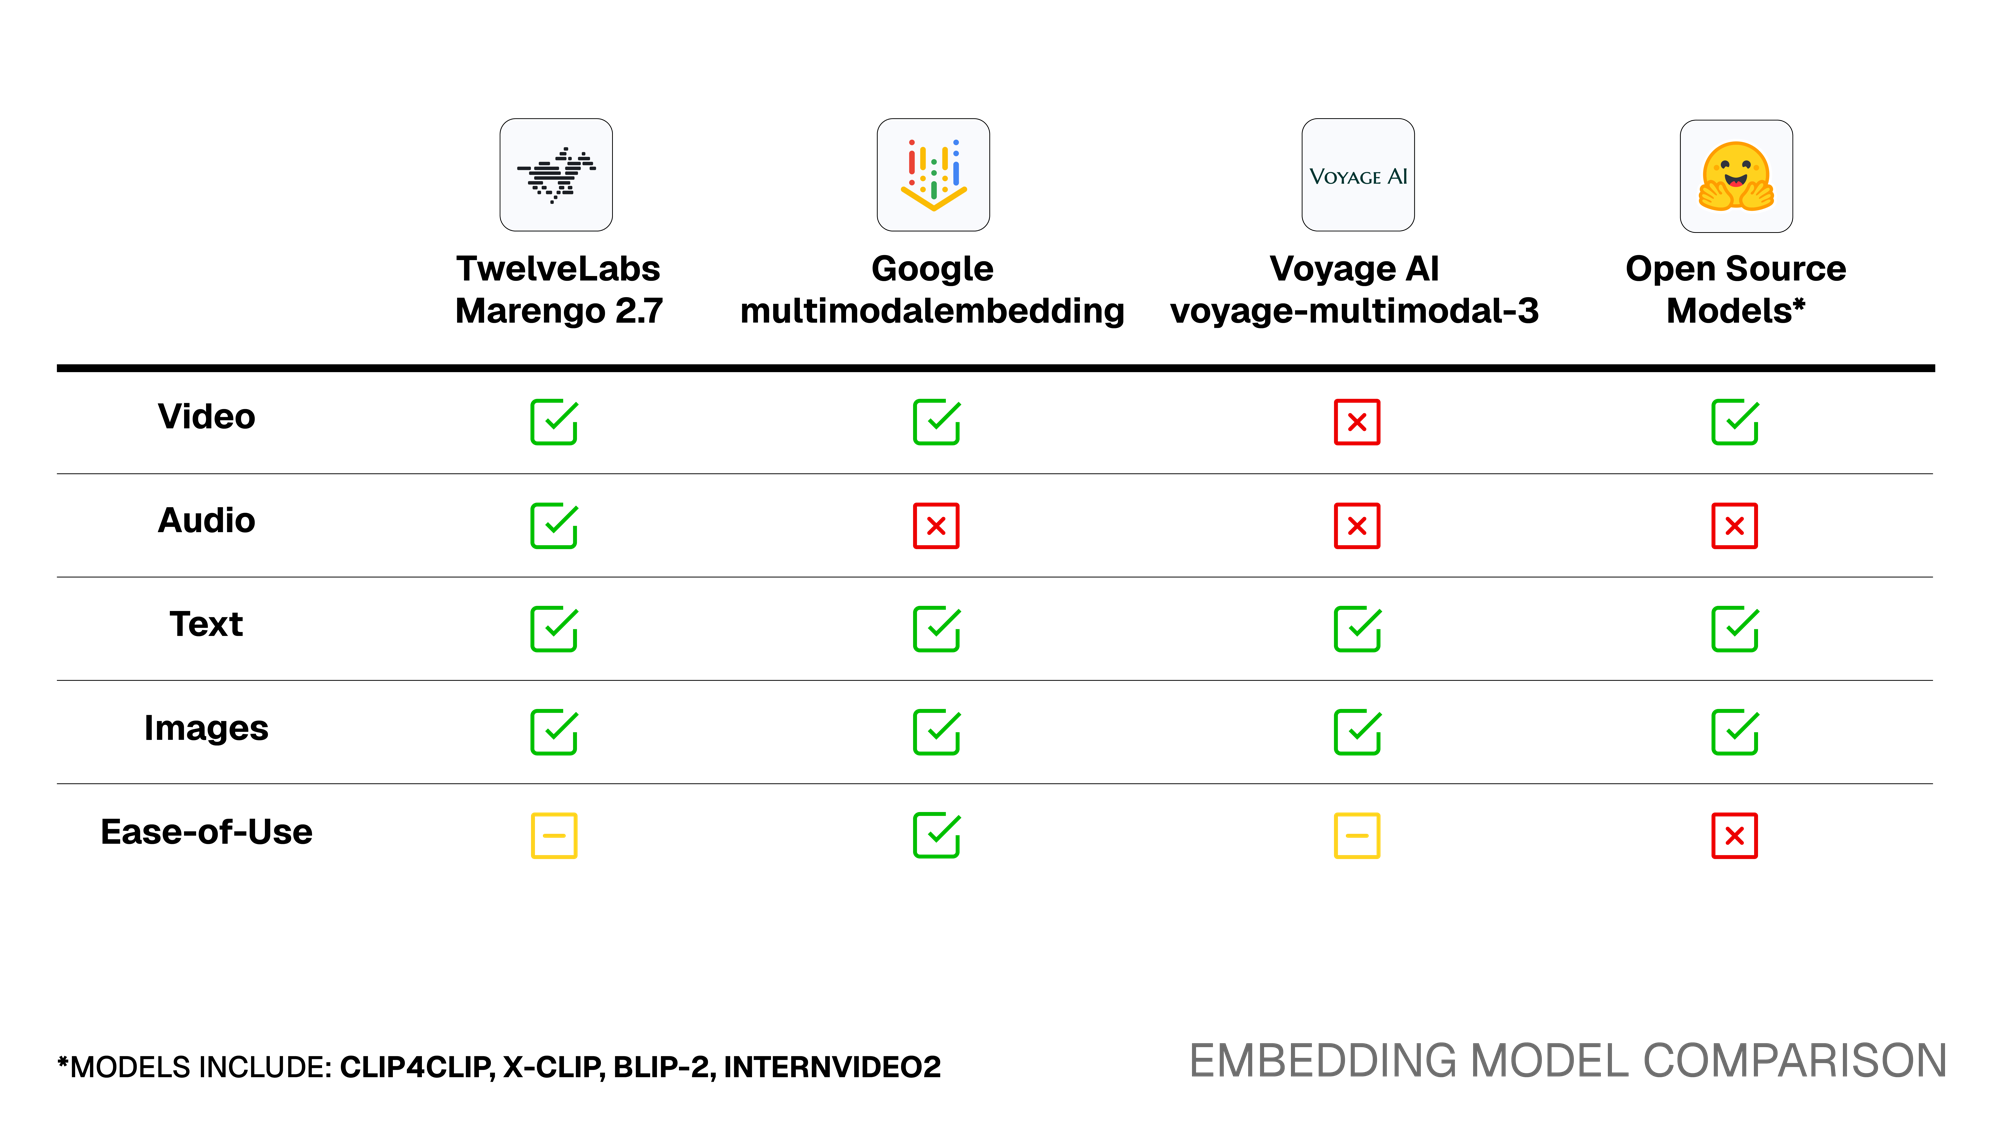 VOYAGE AI
TwelveLabs
Marengo 2.7
Google
multimodalembedding
Voyage AI
voyage-multimodal-3
Open Source
Models*
Video
Audio
Text
Images
Ease-of-Use
*MODELS INCLUDE: CLIP4CLIP, X-CLIP, BLIP-2, INTERNVIDEO2
EMBEDDING MODEL COMPARISON